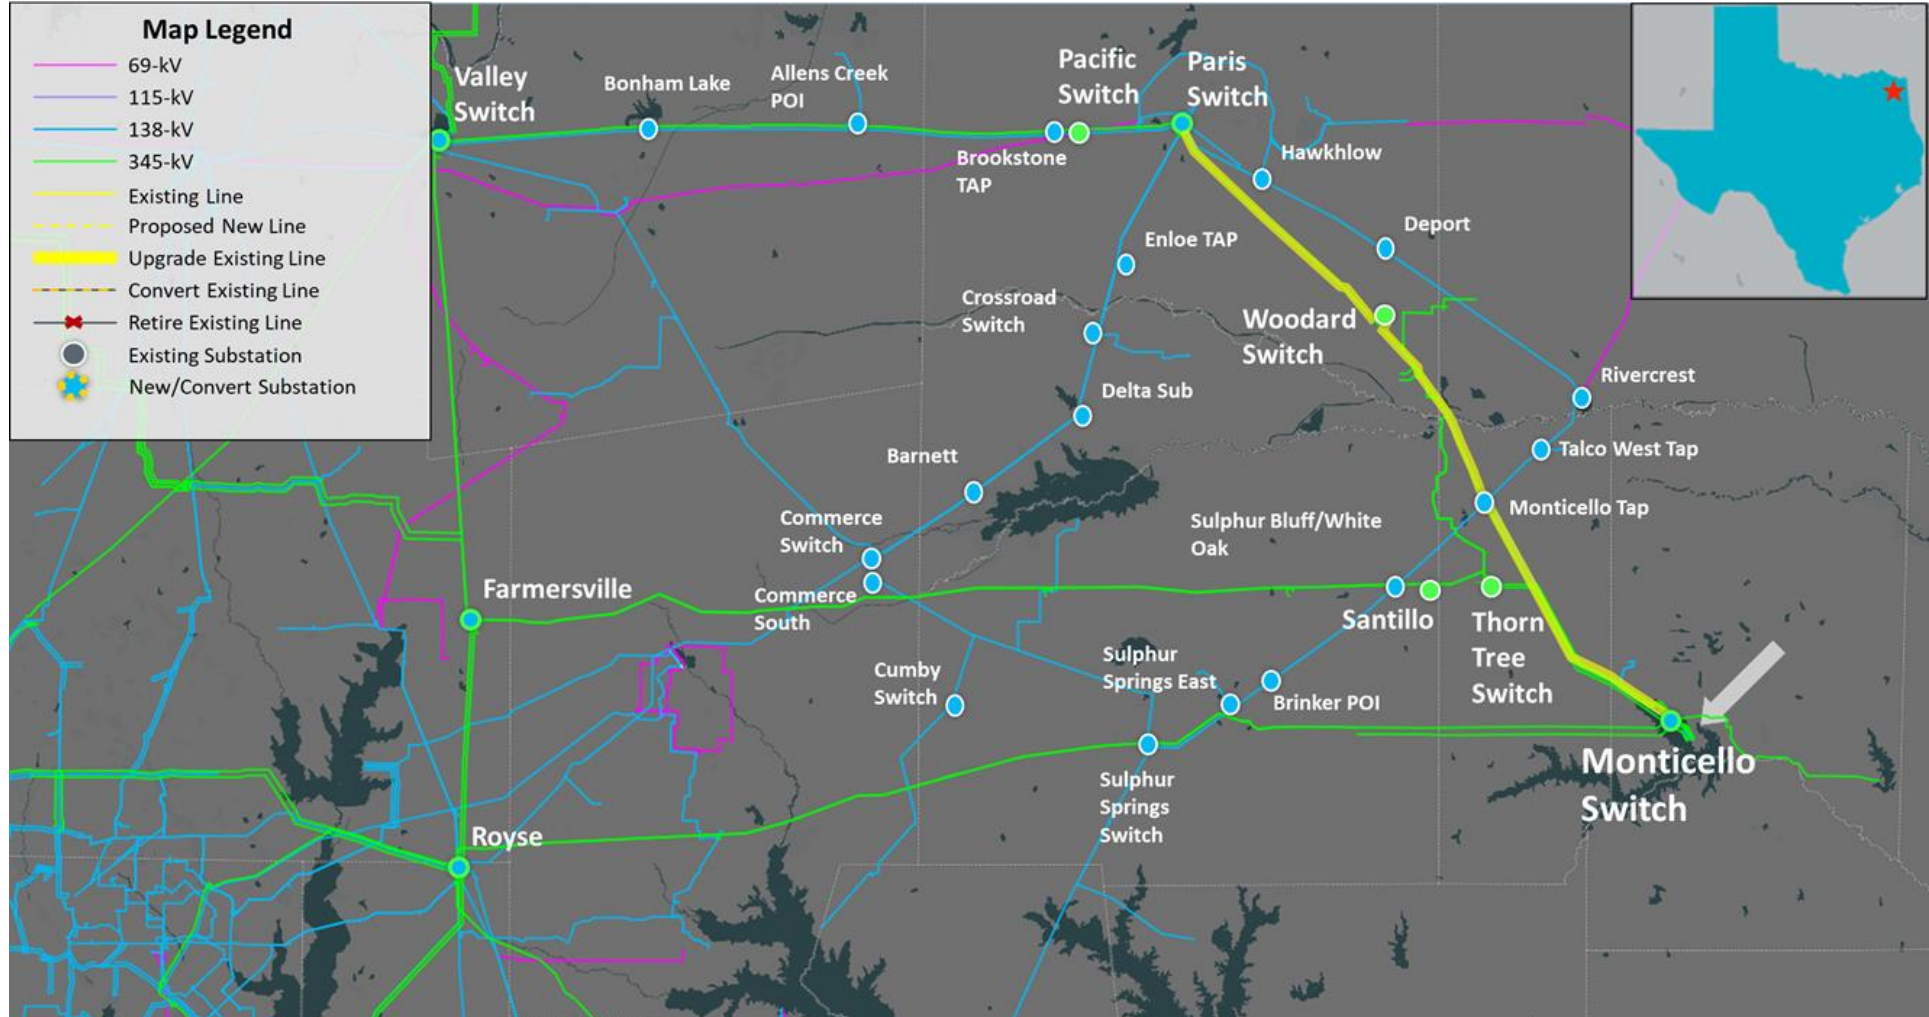 Map Legend
69-kV
115-kV
138-kV
345-kV
Existing Line
Proposed New Line
Upgrade Existing Line
Convert Existing Line
Retire Existing Line
Existing Substation
New/Convert Substation
Valley
Switch
Bonham Lake
Allens Creek
POI
Pacific
Switch
Paris
Switch
Brookstone
TAP
Hawkhlow
Deport
Enloe TAP
Crossroad
Switch
Woodard
Switch
Delta Sub
Rivercrest
Barnett
Talco West Tap
Monticello Tap
Commerce
Switch
Sulphur Bluff/White
Oak
Farmersville
Commerce
South
Santillo
Thorn
Tree
Switch
Cumby
Switch
Sulphur
Springs East
Brinker POI
Sulphur
Springs
Switch
Monticello
Switch
Royse